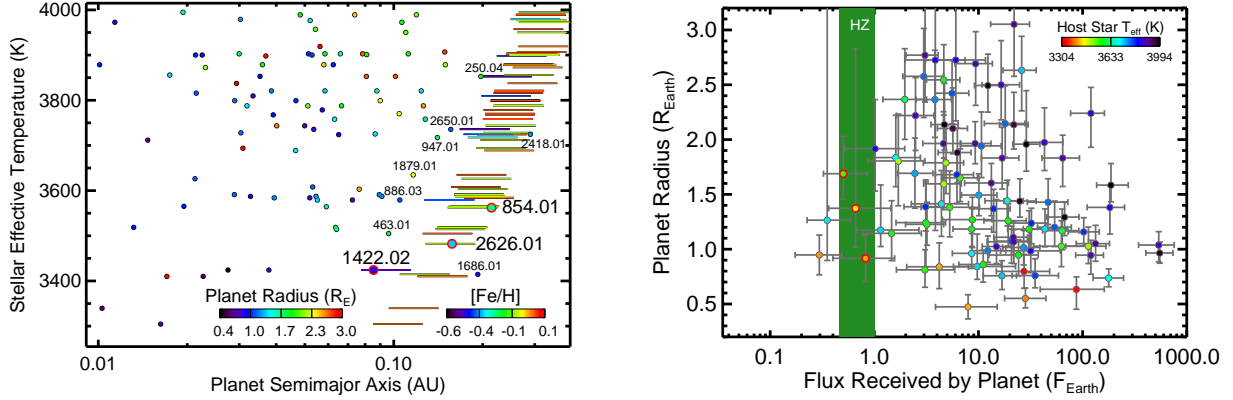 4000
3800
3600
3400
Stellar Effective Temperature (K)
250.04
2650.01
947.01
2418.01
1879.01
886.03
854.01
463.01
2626.01
1422.02
1686.01
Planet Radius (R_E)
0.4 1.0 1.7 2.3 3.0
[Fe/H]
-0.6 -0.4 -0.1 0.1
0.01 0.10
Planet Semimajor Axis (AU)
3.0
2.5
2.0
1.5
1.0
0.5
Planet Radius (R_Earth)
HZ
Host Star T_eff (K)
3304 3633 3994
0.1 1.0 10.0 100.0 1000.0
Flux Received by Planet (F_Earth)